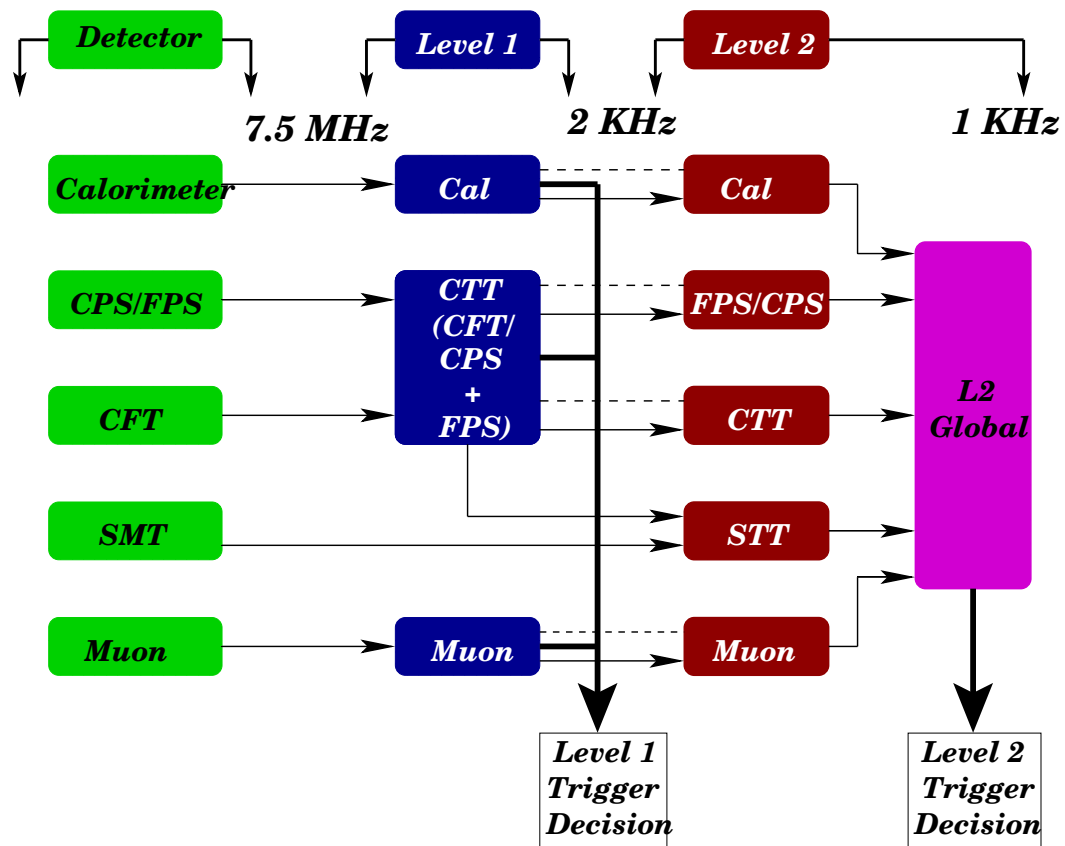 Detector
Level 1
Level 2
7.5 MHz
2 KHz
1 KHz
Calorimeter
Cal
Cal
CPS/FPS
CTT
(CFT/
CPS
+
FPS)
FPS/CPS
CFT
CTT
L2
Global
SMT
STT
Muon
Muon
Muon
Level 1
Trigger
Decision
Level 2
Trigger
Decision